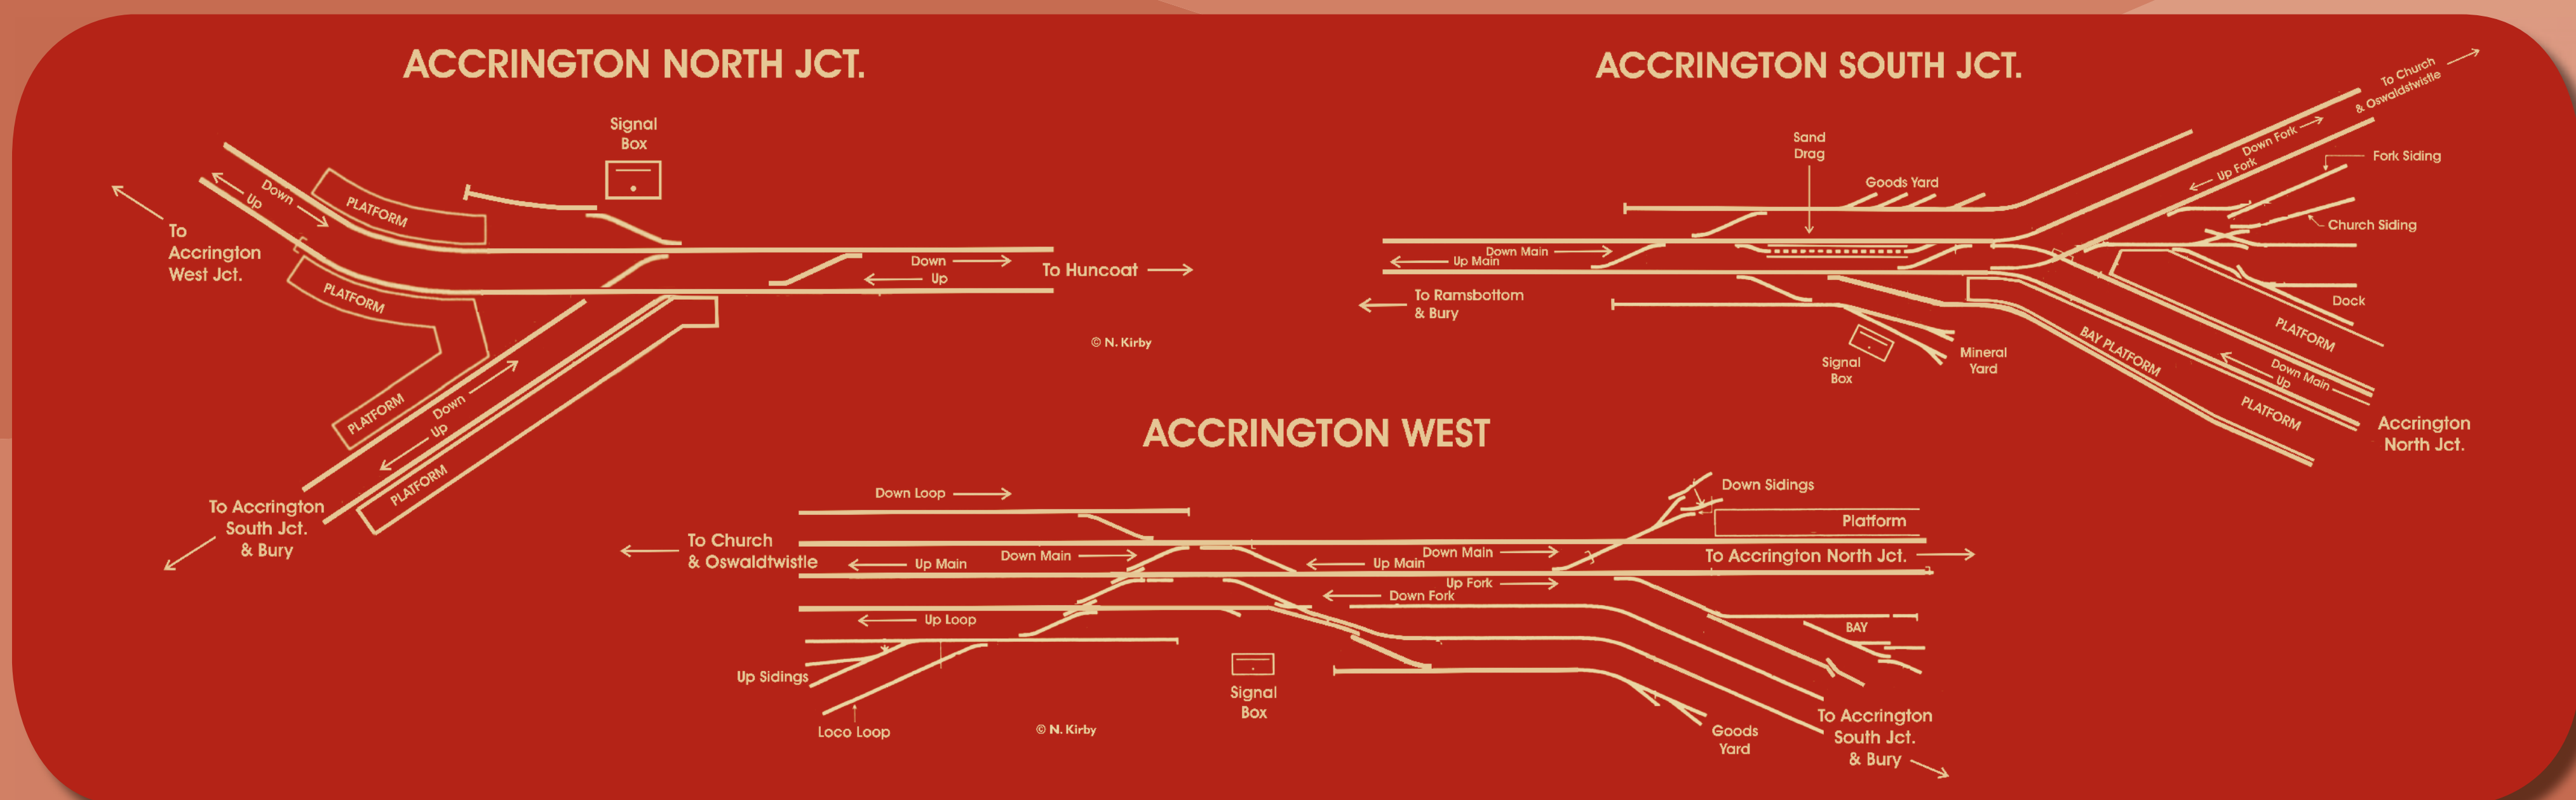 ACCRINGTON NORTH JCT.
Signal
Box
Down
Up
PLATFORM
To
Accrington
West Jct.
PLATFORM
Down
Up
To Huncoat
PLATFORM
Down
Up
PLATFORM
To Accrington
South Jct.
& Bury
© N. Kirby
ACCRINGTON SOUTH JCT.
To Church
& Oswaldstwistle
Down Fork
Up Fork
Sand
Drag
Goods Yard
Fork Siding
Church Siding
Down Main
Up Main
To Ramsbottom
& Bury
Dock
PLATFORM
BAY PLATFORM
Signal
Box
Mineral
Yard
Down Main
Up
PLATFORM
Accrington
North Jct.
ACCRINGTON WEST
Down Loop
Down Sidings
Platform
To Church
& Oswaldtwistle
Down Main
Up Main
Down Main
Up Main
To Accrington North Jct.
Up Fork
Down Fork
Up Loop
BAY
Up Sidings
Signal
Box
Loco Loop
© N. Kirby
Goods
Yard
To Accrington
South Jct.
& Bury